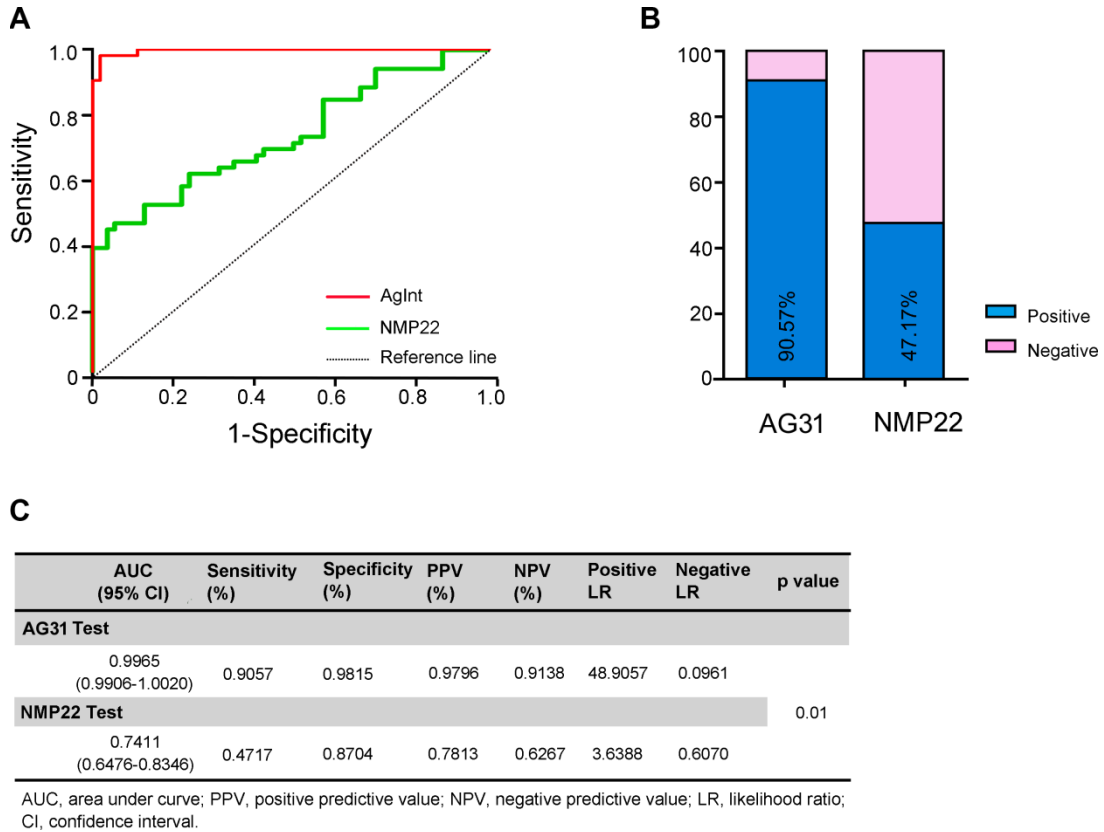 A
Sensitivity
1.0
0.8
0.6
0.4
0.2
0
0 0.2 0.4 0.6 0.8 1.0
1-Specificity
AgInt
NMP22
Reference line
B
100
80
60
40
20
0
90.57%
47.17%
AG31 NMP22
Positive
Negative
C
AUC Sensitivity Specificity PPV NPV Positive Negative p value
(95% CI) (%) (%) (%) (%) LR LR
AG31 Test
0.9965 0.9057 0.9815 0.9796 0.9138 48.9057 0.0961
(0.9906-1.0020)
NMP22 Test 0.01
0.7411 0.4717 0.8704 0.7813 0.6267 3.6388 0.6070
(0.6476-0.8346)
AUC, area under curve; PPV, positive predictive value; NPV, negative predictive value; LR, likelihood ratio;
CI, confidence interval.